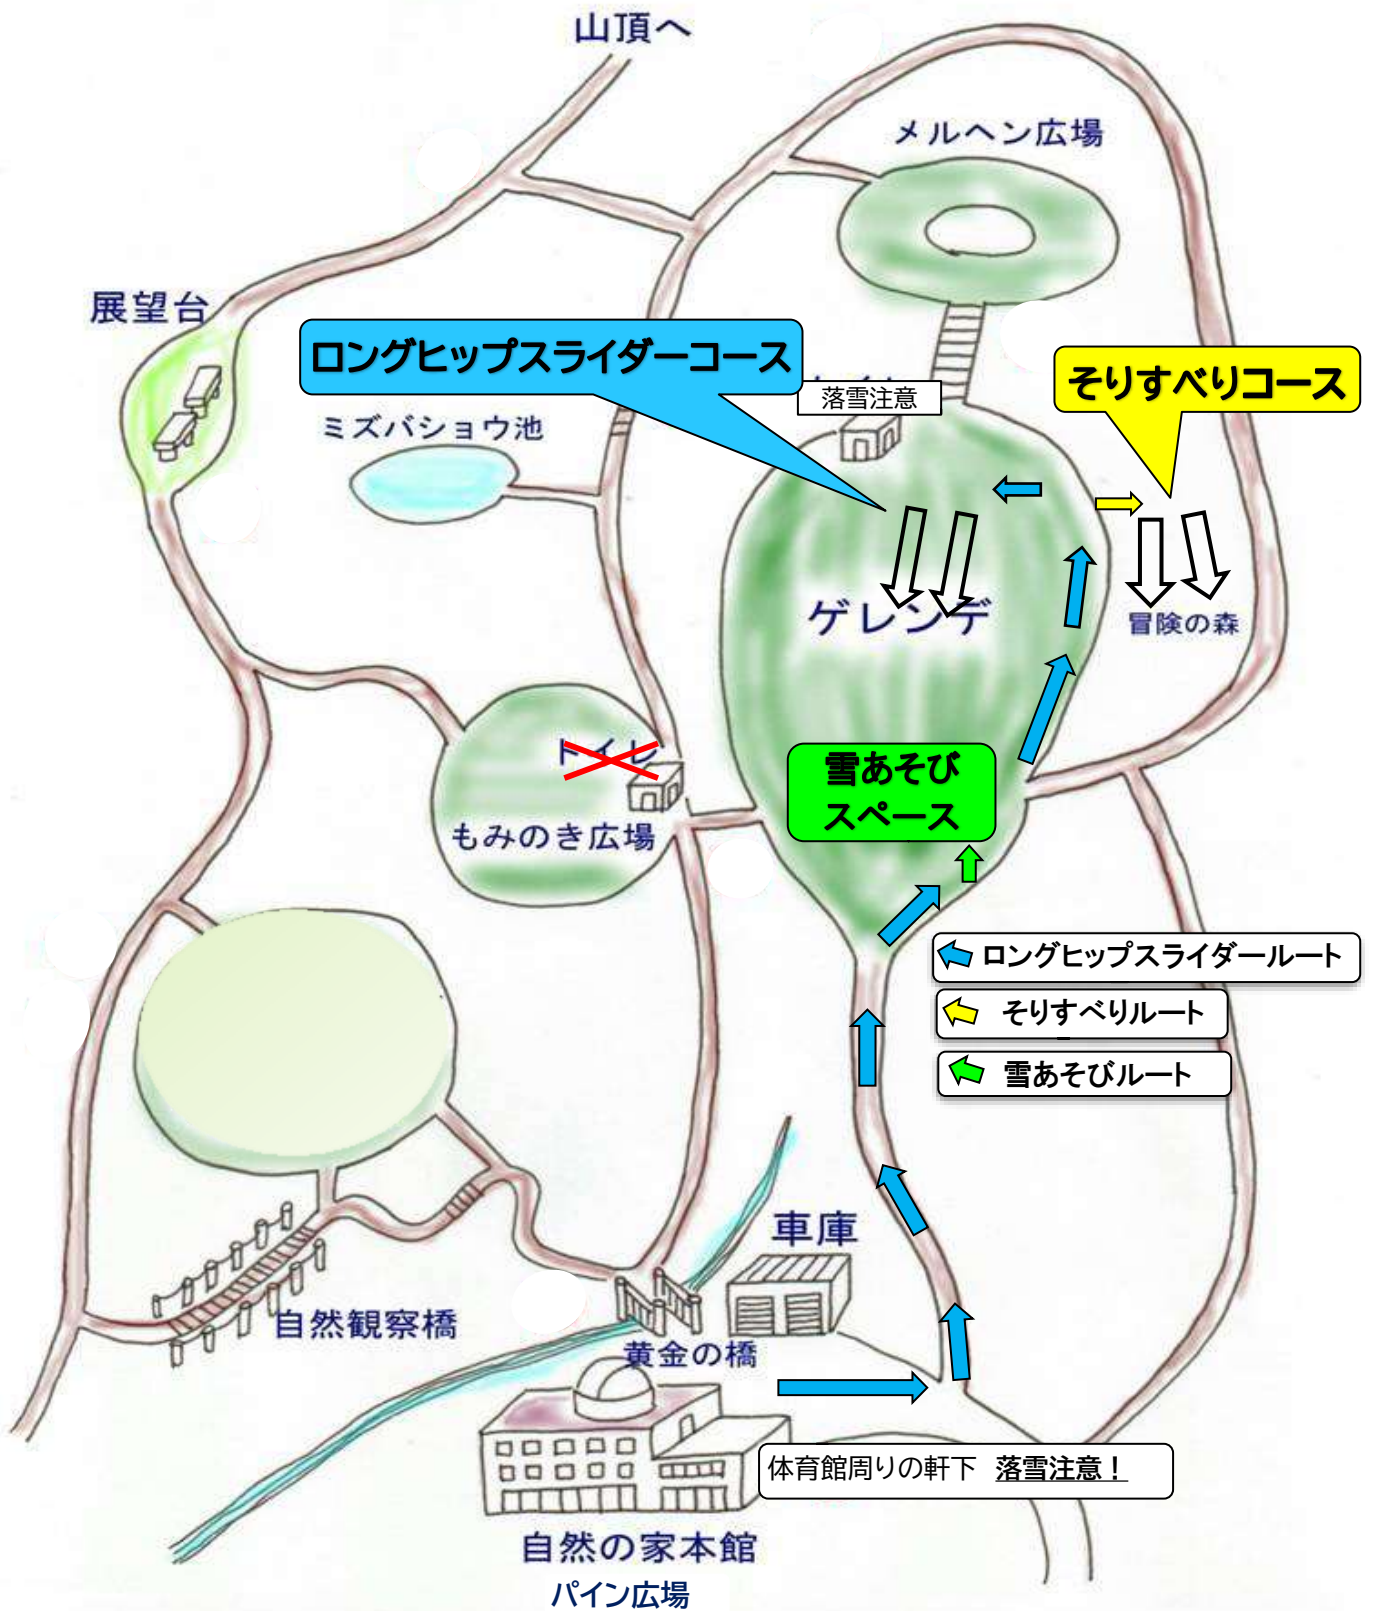 山頂へ
メルヘン広場
展望台
ロングヒップスライダーコース
そりすべりコース
落雪注意
ミズバショウ池
ゲレンデ
冒険の森
トイレ
雪あそび
スペース
もみのき広場
ロングヒップスライダールート
そりすべりルート
雪あそびルート
車庫
自然観察橋
黄金の橋
体育館周りの軒下 落雪注意！
自然の家本館
パイン広場